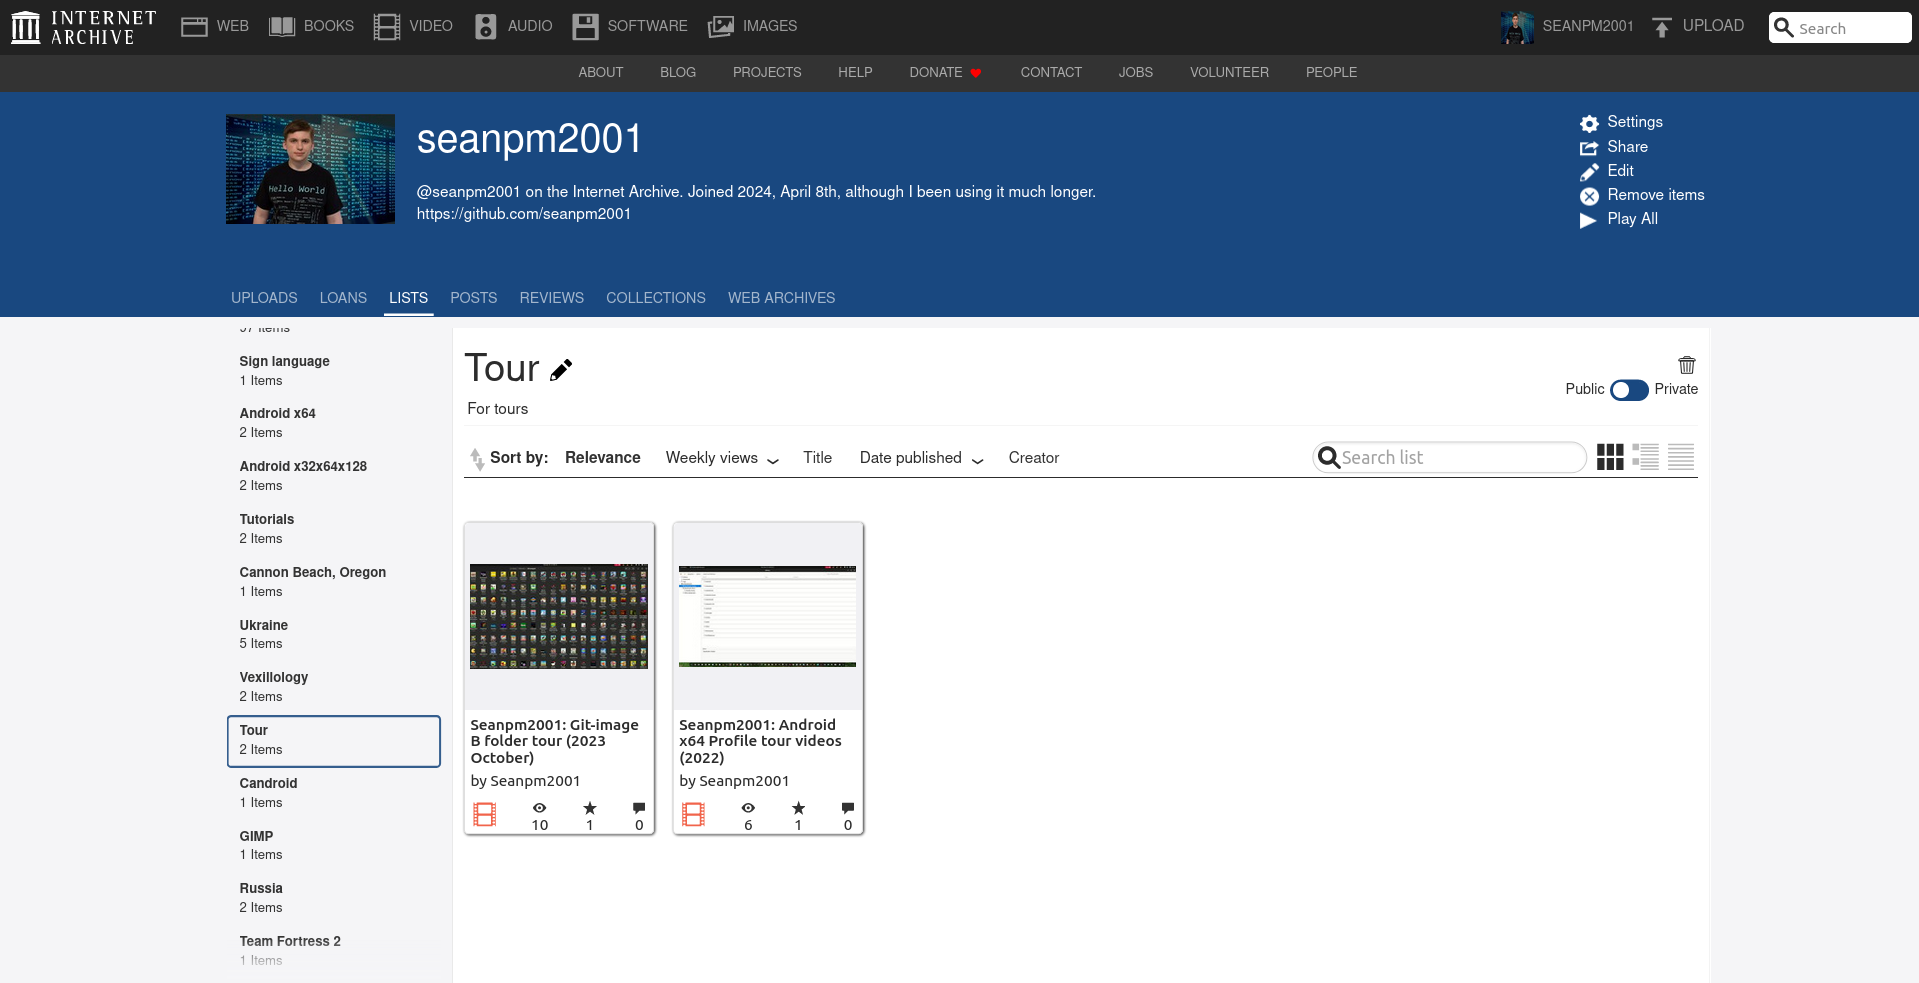 INTERNET
ARCHIVE
WEB
BOOKS
VIDEO
AUDIO
SOFTWARE
IMAGES
SEANPM2001
UPLOAD
Search
ABOUT
BLOG
PROJECTS
HELP
DONATE
CONTACT
JOBS
VOLUNTEER
PEOPLE
Hello World
seanpm2001
@seanpm2001 on the Internet Archive. Joined 2024, April 8th, although I been using it much longer.
https://github.com/seanpm2001
Settings
Share
Edit
Remove items
Play All
UPLOADS
LOANS
LISTS
POSTS
REVIEWS
COLLECTIONS
WEB ARCHIVES
Items
Sign language
1 Items
Android x64
2 Items
Android x32x64x128
2 Items
Tutorials
2 Items
Cannon Beach, Oregon
1 Items
Ukraine
5 Items
Vexillology
2 Items
Tour
2 Items
Candroid
1 Items
GIMP
1 Items
Russia
2 Items
Team Fortress 2
1 Items
Tour
For tours
Public
Private
Sort by:
Relevance
Weekly views
Title
Date published
Creator
Search list
Seanpm2001: Git-image
B folder tour (2023
October)
by Seanpm2001
10
1
0
Seanpm2001: Android
x64 Profile tour videos
(2022)
by Seanpm2001
6
1
0